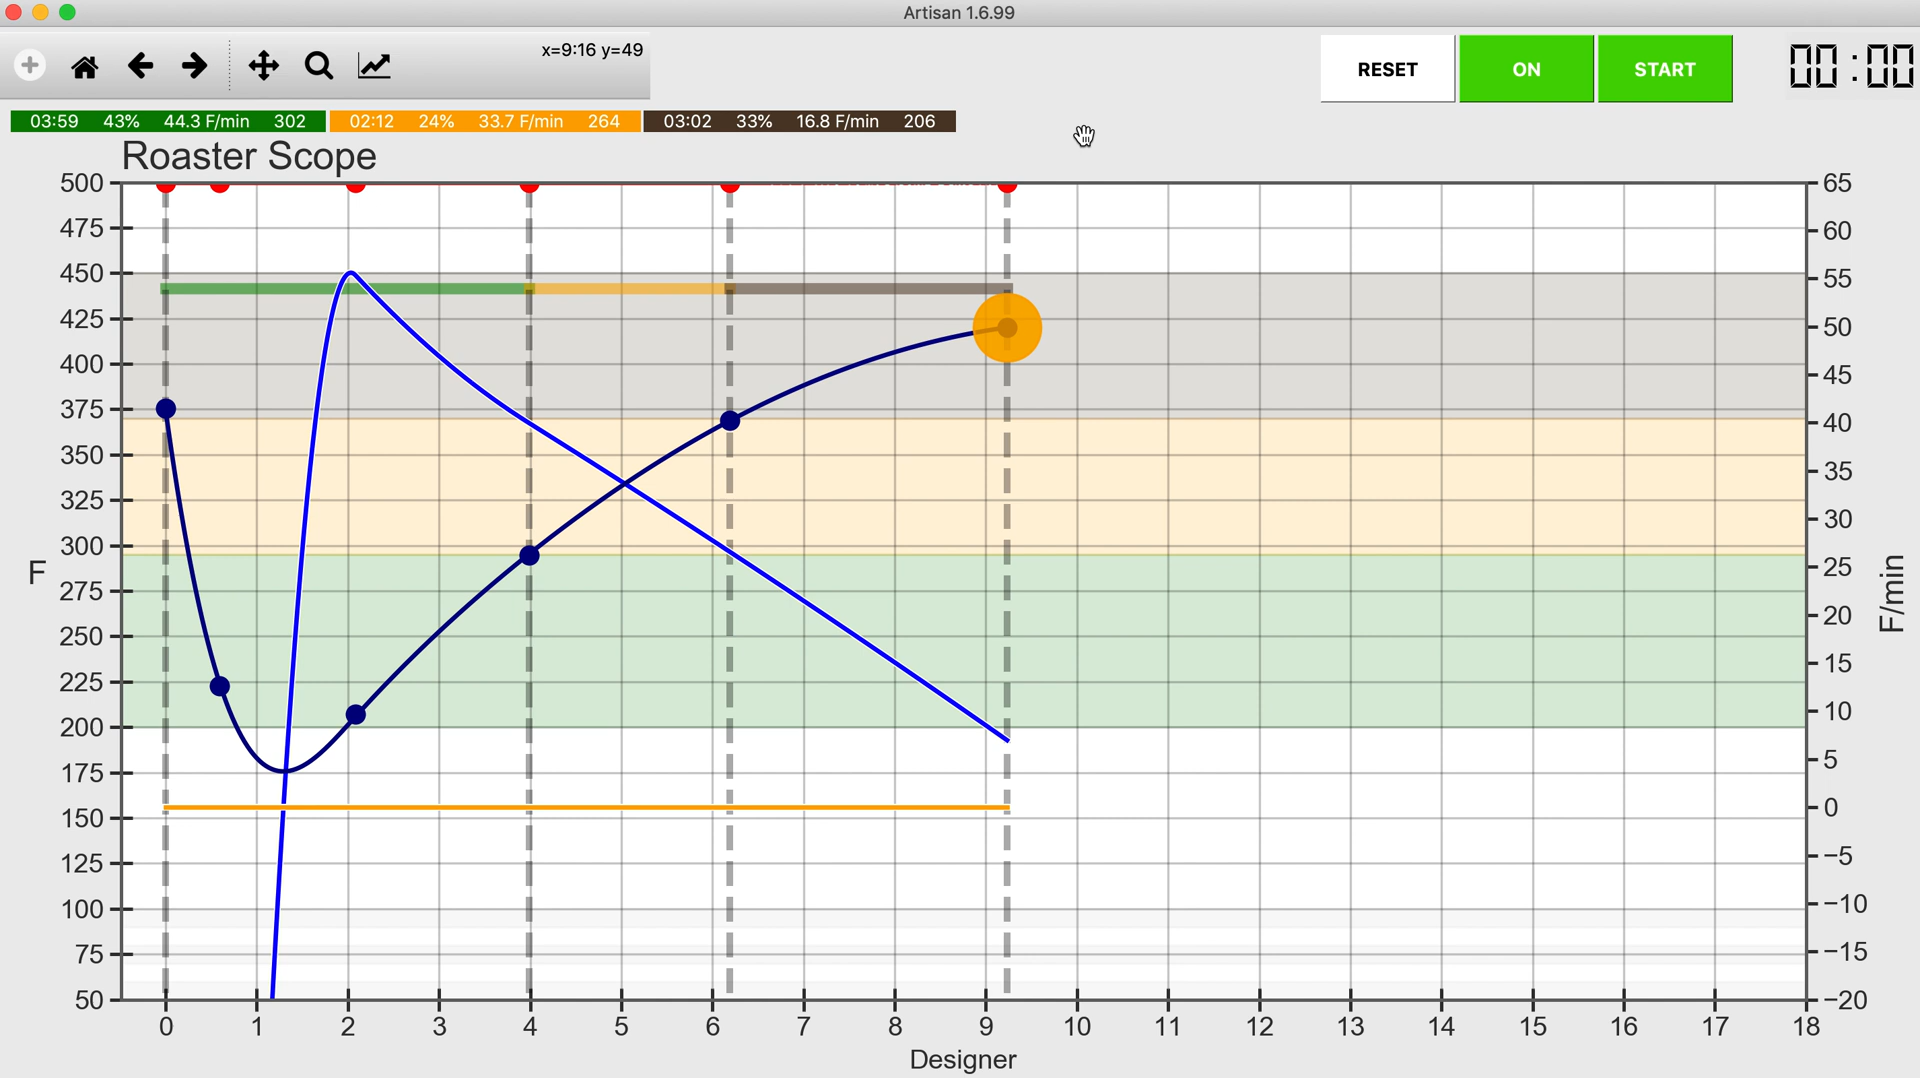 Artisan 1.6.99
x=9:16 y=49
RESET ON START 00:00
03:59 43% 44.3 F/min 302 02:12 24% 33.7 F/min 264 03:02 33% 16.8 F/min 206
Roaster Scope
500 65
475 60
450 55
425 50
400 45
375 40
350 35
325 30
300 25
F
275 20
F/min
250 15
225 10
200 5
175 0
150 −5
125 −10
100 −15
75 −20
50
0 1 2 3 4 5 6 7 8 9 10 11 12 13 14 15 16 17 18
Designer